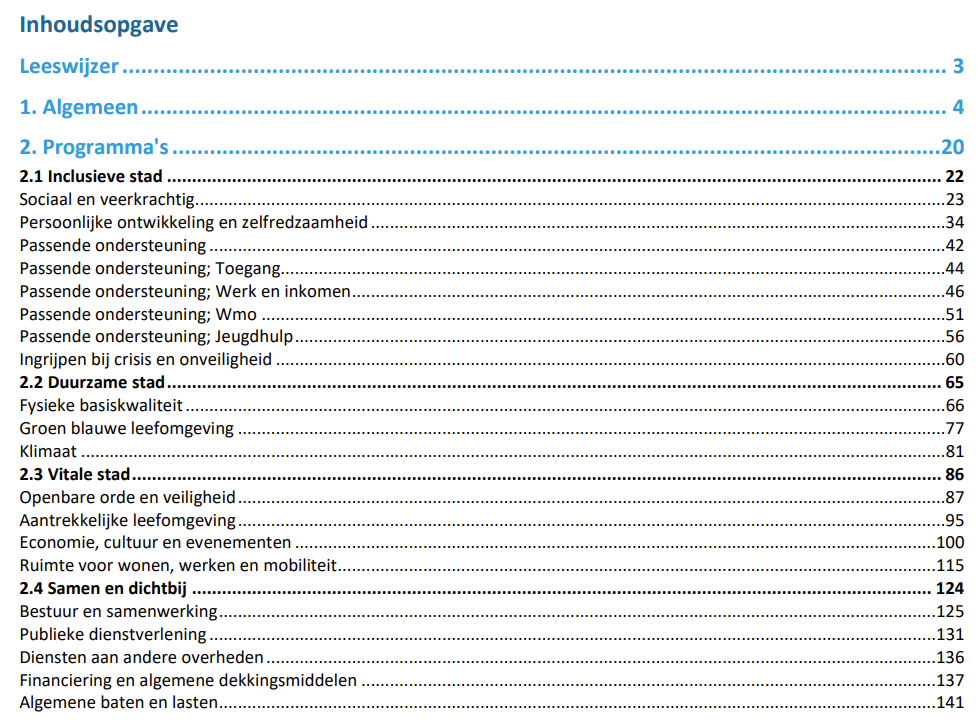 Inhoudsopgave
Leeswijzer ........ 3
1. Algemeen ........ 4
2. Programma's ........ 20
2.1 Inclusieve stad ........ 22
Sociaal en veerkrachtig ........ 23
Persoonlijke ontwikkeling en zelfredzaamheid ........ 34
Passende ondersteuning ........ 42
Passende ondersteuning; Toegang ........ 44
Passende ondersteuning; Werk en inkomen ........ 46
Passende ondersteuning; Wmo ........ 51
Passende ondersteuning; Jeugdhulp ........ 56
Ingrijpen bij crisis en onveiligheid ........ 60
2.2 Duurzame stad ........ 65
Fysieke basiskwaliteit ........ 66
Groen blauwe leefomgeving ........ 77
Klimaat ........ 81
2.3 Vitale stad ........ 86
Openbare orde en veiligheid ........ 87
Aantrekkelijke leefomgeving ........ 95
Economie, cultuur en evenementen ........ 100
Ruimte voor wonen, werken en mobiliteit ........ 115
2.4 Samen en dichtbij ........ 124
Bestuur en samenwerking ........ 125
Publieke dienstverlening ........ 131
Diensten aan andere overheden ........ 136
Financiering en algemene dekkingsmiddelen ........ 137
Algemene baten en lasten ........ 141